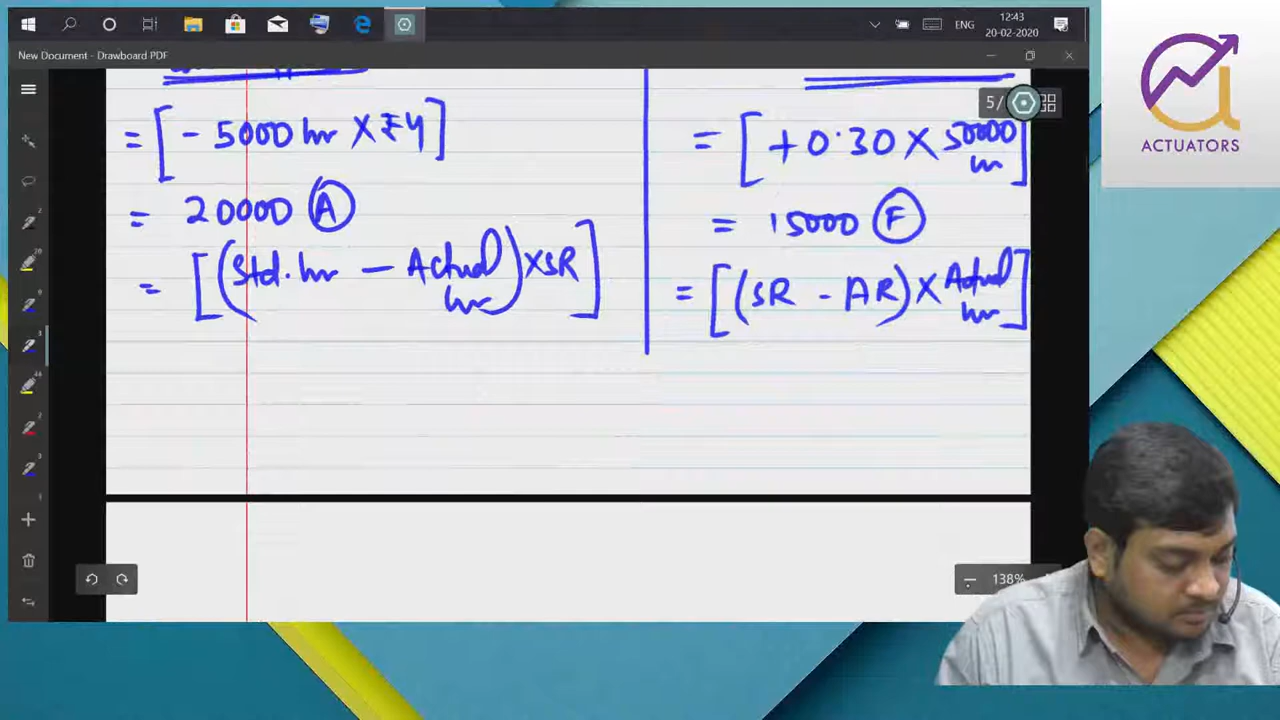 ENG
12:43
20-02-2020
New Document - Drawboard PDF
5/
ACTUATORS
= [ - 5000 hr X ₹4 ]
= 20000 (A)
= [ (Std. hr - Actual hr) X SR ]
= [ +0.30 X 50000 hr ]
= 15000 (F)
= [ (SR - AR) X Actual hr ]
138%